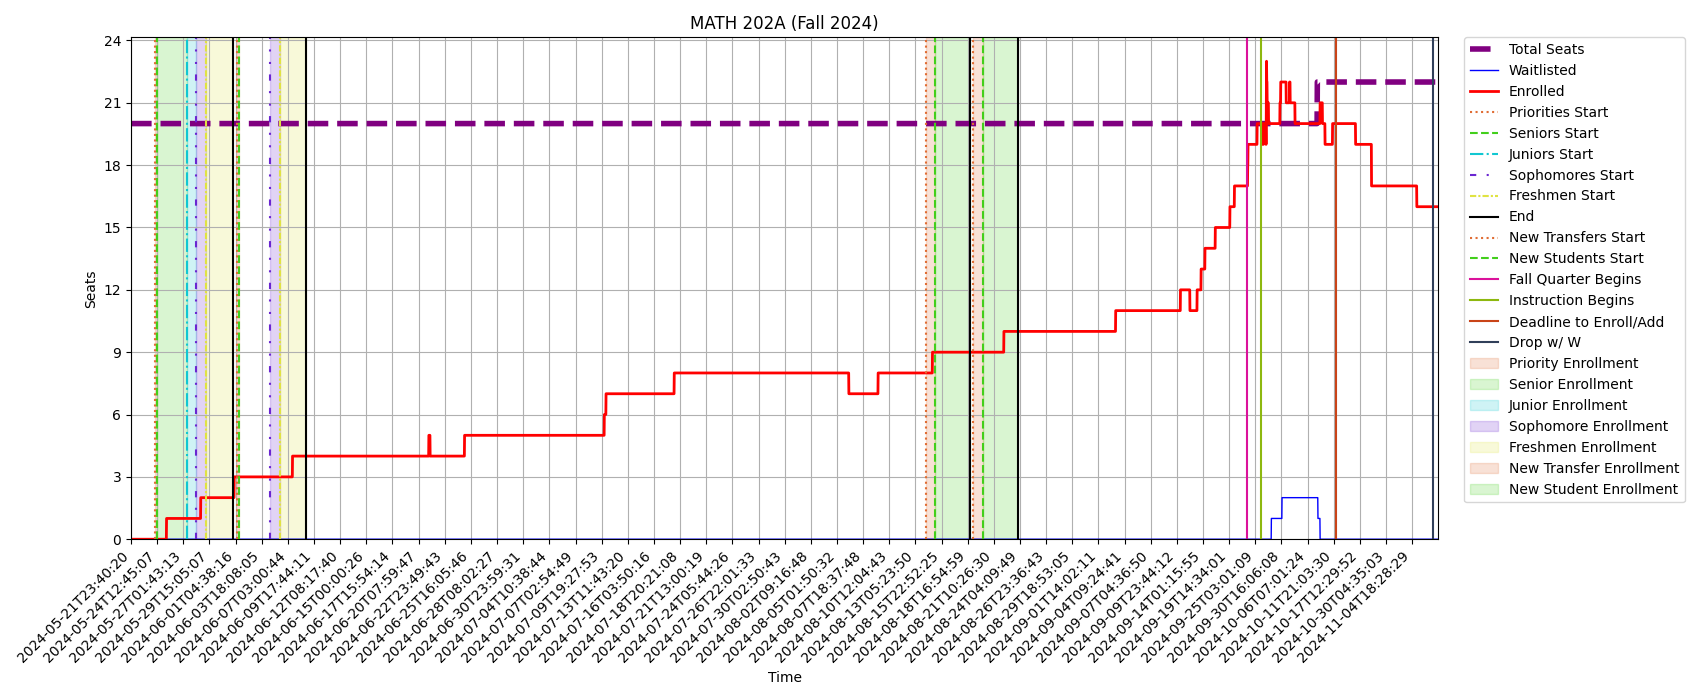 MATH 202A (Fall 2024)
Seats
24
21
18
15
12
9
6
3
0
2024-05-21T23:40:20
2024-05-24T12:45:07
2024-05-27T01:43:13
2024-05-29T15:05:07
2024-06-01T04:38:16
2024-06-03T18:08:05
2024-06-07T03:00:44
2024-06-09T17:44:11
2024-06-12T08:17:40
2024-06-15T00:00:26
2024-06-17T15:54:14
2024-06-20T07:59:47
2024-06-22T23:49:43
2024-06-25T16:05:46
2024-06-28T08:02:27
2024-06-30T23:59:31
2024-07-04T10:38:44
2024-07-07T02:54:49
2024-07-09T19:27:53
2024-07-13T11:43:20
2024-07-16T03:50:16
2024-07-18T20:21:08
2024-07-21T13:00:19
2024-07-24T05:44:26
2024-07-26T22:01:33
2024-07-30T02:50:43
2024-08-02T09:16:48
2024-08-05T01:50:32
2024-08-07T18:37:48
2024-08-10T12:04:43
2024-08-13T05:23:50
2024-08-15T22:52:25
2024-08-18T16:54:59
2024-08-21T10:26:30
2024-08-24T04:09:49
2024-08-26T23:36:43
2024-08-29T18:53:05
2024-09-01T14:02:11
2024-09-04T09:24:41
2024-09-07T04:36:50
2024-09-09T23:44:12
2024-09-14T01:15:55
2024-09-19T14:34:01
2024-09-25T03:01:09
2024-09-30T16:06:08
2024-10-06T07:01:24
2024-10-11T21:03:30
2024-10-17T12:29:52
2024-10-30T04:35:03
2024-11-04T18:28:29
Time
Total Seats
Waitlisted
Enrolled
Priorities Start
Seniors Start
Juniors Start
Sophomores Start
Freshmen Start
End
New Transfers Start
New Students Start
Fall Quarter Begins
Instruction Begins
Deadline to Enroll/Add
Drop w/ W
Priority Enrollment
Senior Enrollment
Junior Enrollment
Sophomore Enrollment
Freshmen Enrollment
New Transfer Enrollment
New Student Enrollment